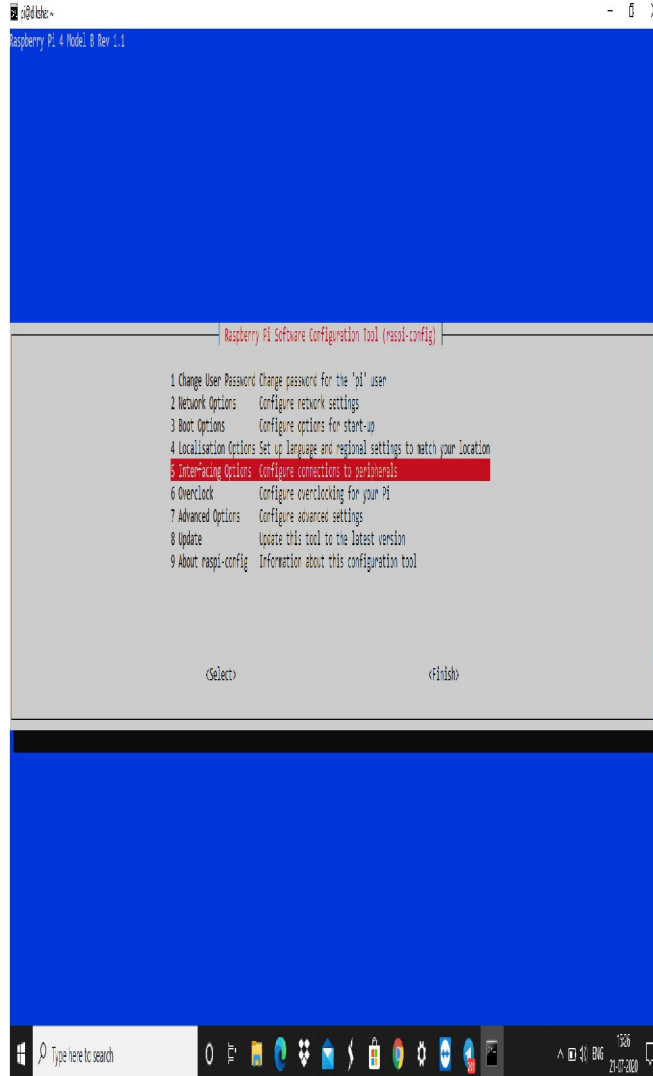 Raspberry Pi 4 Model B Rev 1.1
Raspberry Pi Software Configuration Tool (raspi-config)
1 Change User Password Change password for the 'pi' user
2 Network Options Configure network settings
3 Boot Options Configure options for start-up
4 Localisation Options Set up language and regional settings to match your location
5 Interfacing Options Configure connections to peripherals
6 Overclock Configure overclocking for your Pi
7 Advanced Options Configure advanced settings
8 Update Update this tool to the latest version
9 About raspi-config Information about this configuration tool
<Select> <Finish>
Type here to search
ENG
15:26
21-07-2020